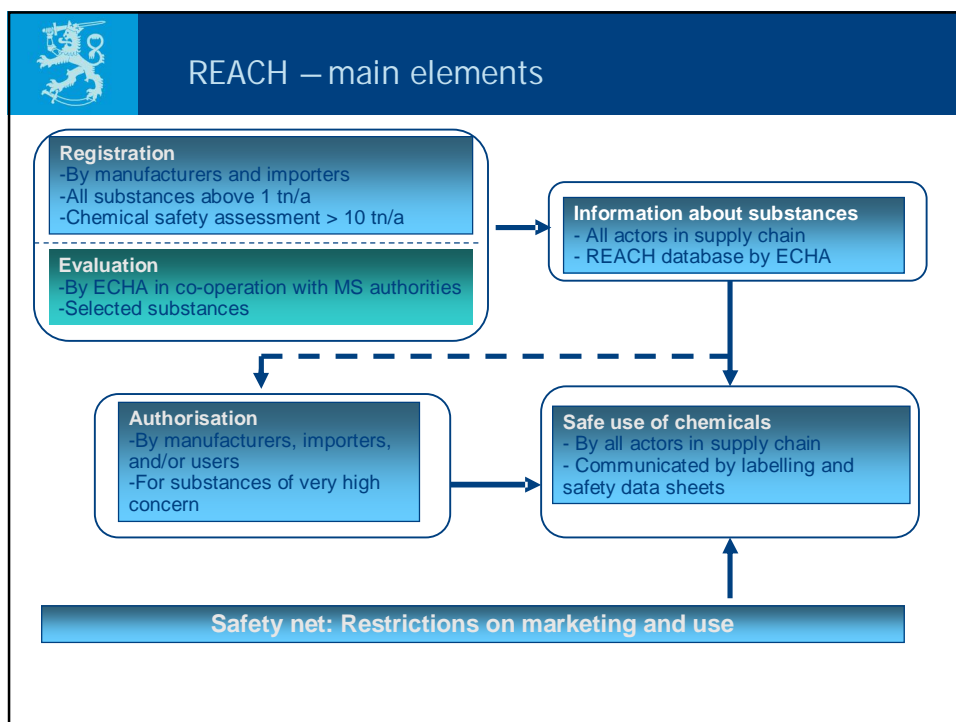 REACH – main elements
Registration
-By manufacturers and importers
-All substances above 1 tn/a
-Chemical safety assessment > 10 tn/a
Evaluation
-By ECHA in co-operation with MS authorities
-Selected substances
Information about substances
- All actors in supply chain
- REACH database by ECHA
Authorisation
-By manufacturers, importers,
and/or users
-For substances of very high
concern
Safe use of chemicals
- By all actors in supply chain
- Communicated by labelling and
safety data sheets
Safety net: Restrictions on marketing and use